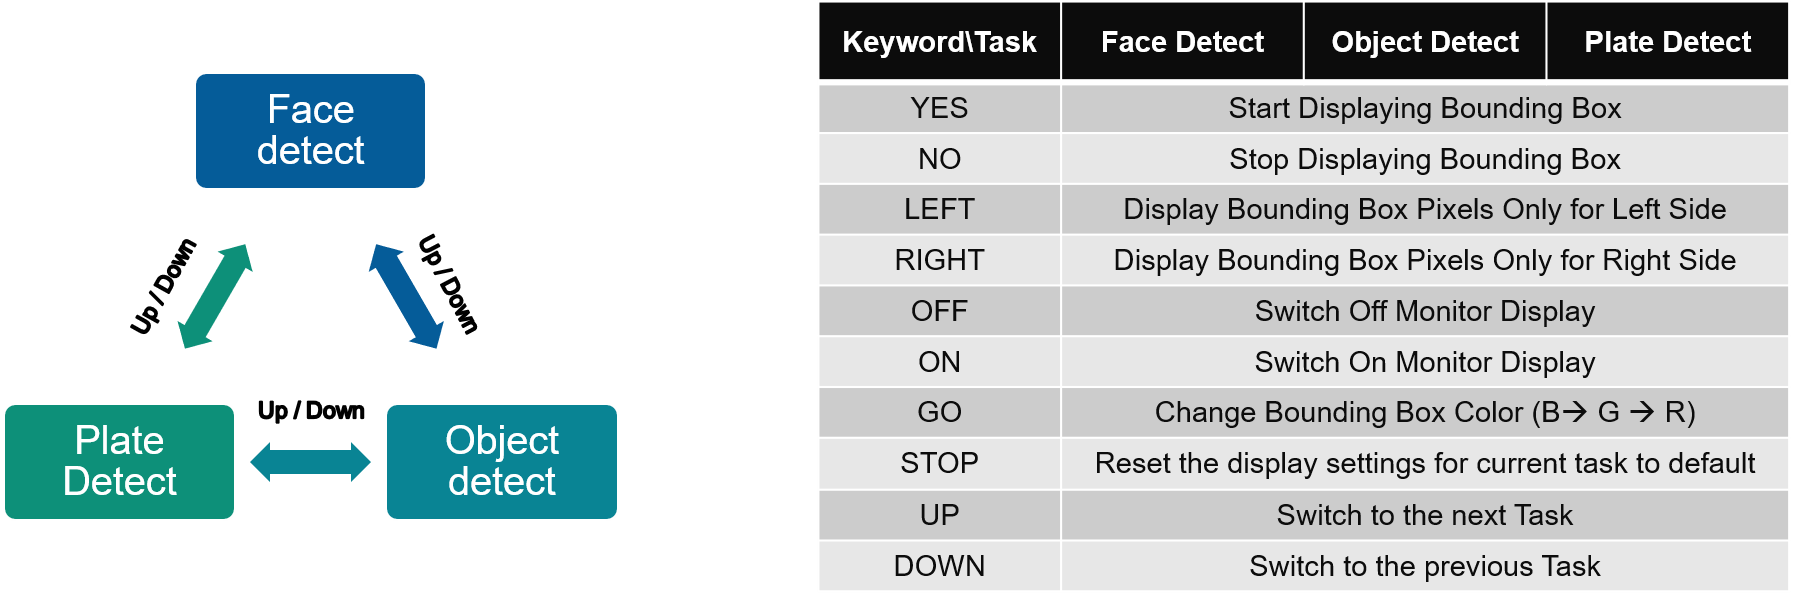 Face
detect
Up / Down
Up / Down
Up / Down
Plate
Detect
Object
detect
Keyword\Task Face Detect Object Detect Plate Detect
YES Start Displaying Bounding Box
NO Stop Displaying Bounding Box
LEFT Display Bounding Box Pixels Only for Left Side
RIGHT Display Bounding Box Pixels Only for Right Side
OFF Switch Off Monitor Display
ON Switch On Monitor Display
GO Change Bounding Box Color (B→ G → R)
STOP Reset the display settings for current task to default
UP Switch to the next Task
DOWN Switch to the previous Task